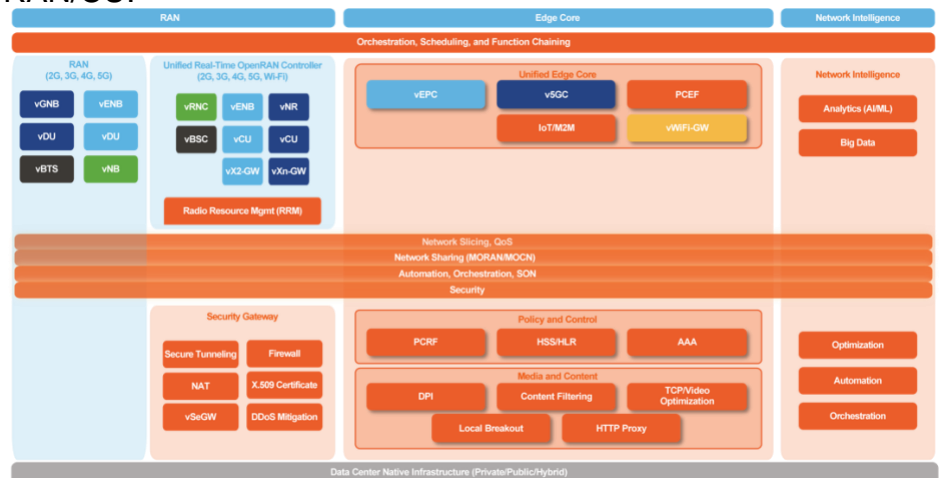 RAN Edge Core Network Intelligence
Orchestration, Scheduling, and Function Chaining
RAN
(2G, 3G, 4G, 5G)
vGNB vENB
vDU vDU
vBTS vNB
Unified Real-Time OpenRAN Controller
(2G, 3G, 4G, 5G, Wi-Fi)
vRNC vENB vNR
vBSC vCU vCU
vX2-GW vXn-GW
Radio Resource Mgmt (RRM)
Unified Edge Core
vEPC v5GC PCEF
IoT/M2M vWiFi-GW
Network Intelligence
Analytics (AI/ML)
Big Data
Network Slicing, QoS
Network Sharing (MORAN/MOCN)
Automation, Orchestration, SON
Security
Security Gateway
Secure Tunneling Firewall
NAT X.509 Certificate
vSeGW DDoS Mitigation
Policy and Control
PCRF HSS/HLR AAA
Media and Content
DPI Content Filtering TCP/Video
Optimization
Local Breakout HTTP Proxy
Optimization
Automation
Orchestration
Data Center Native Infrastructure (Private/Public/Hybrid)